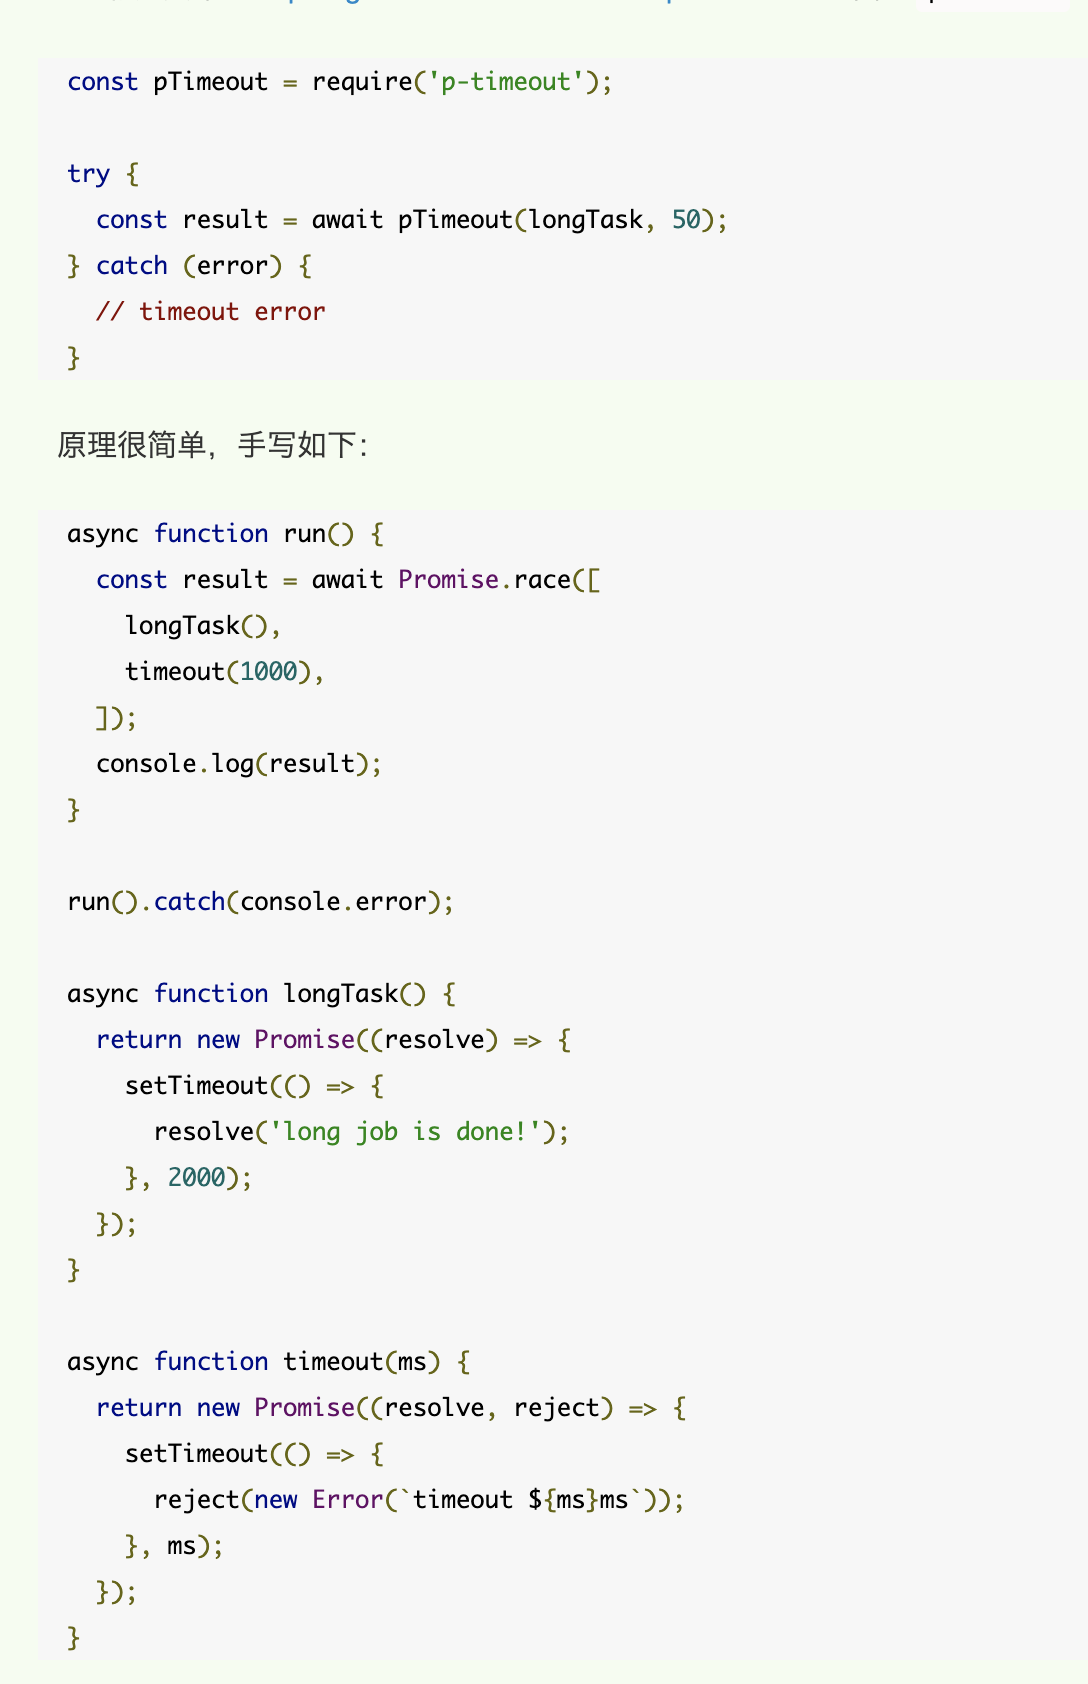 const pTimeout = require('p-timeout');
try {
  const result = await pTimeout(longTask, 50);
} catch (error) {
  // timeout error
}
原理很简单，手写如下：
async function run() {
  const result = await Promise.race([
    longTask(),
    timeout(1000),
  ]);
  console.log(result);
}
run().catch(console.error);
async function longTask() {
  return new Promise((resolve) => {
    setTimeout(() => {
      resolve('long job is done!');
    }, 2000);
  });
}
async function timeout(ms) {
  return new Promise((resolve, reject) => {
    setTimeout(() => {
      reject(new Error(`timeout ${ms}ms`));
    }, ms);
  });
}